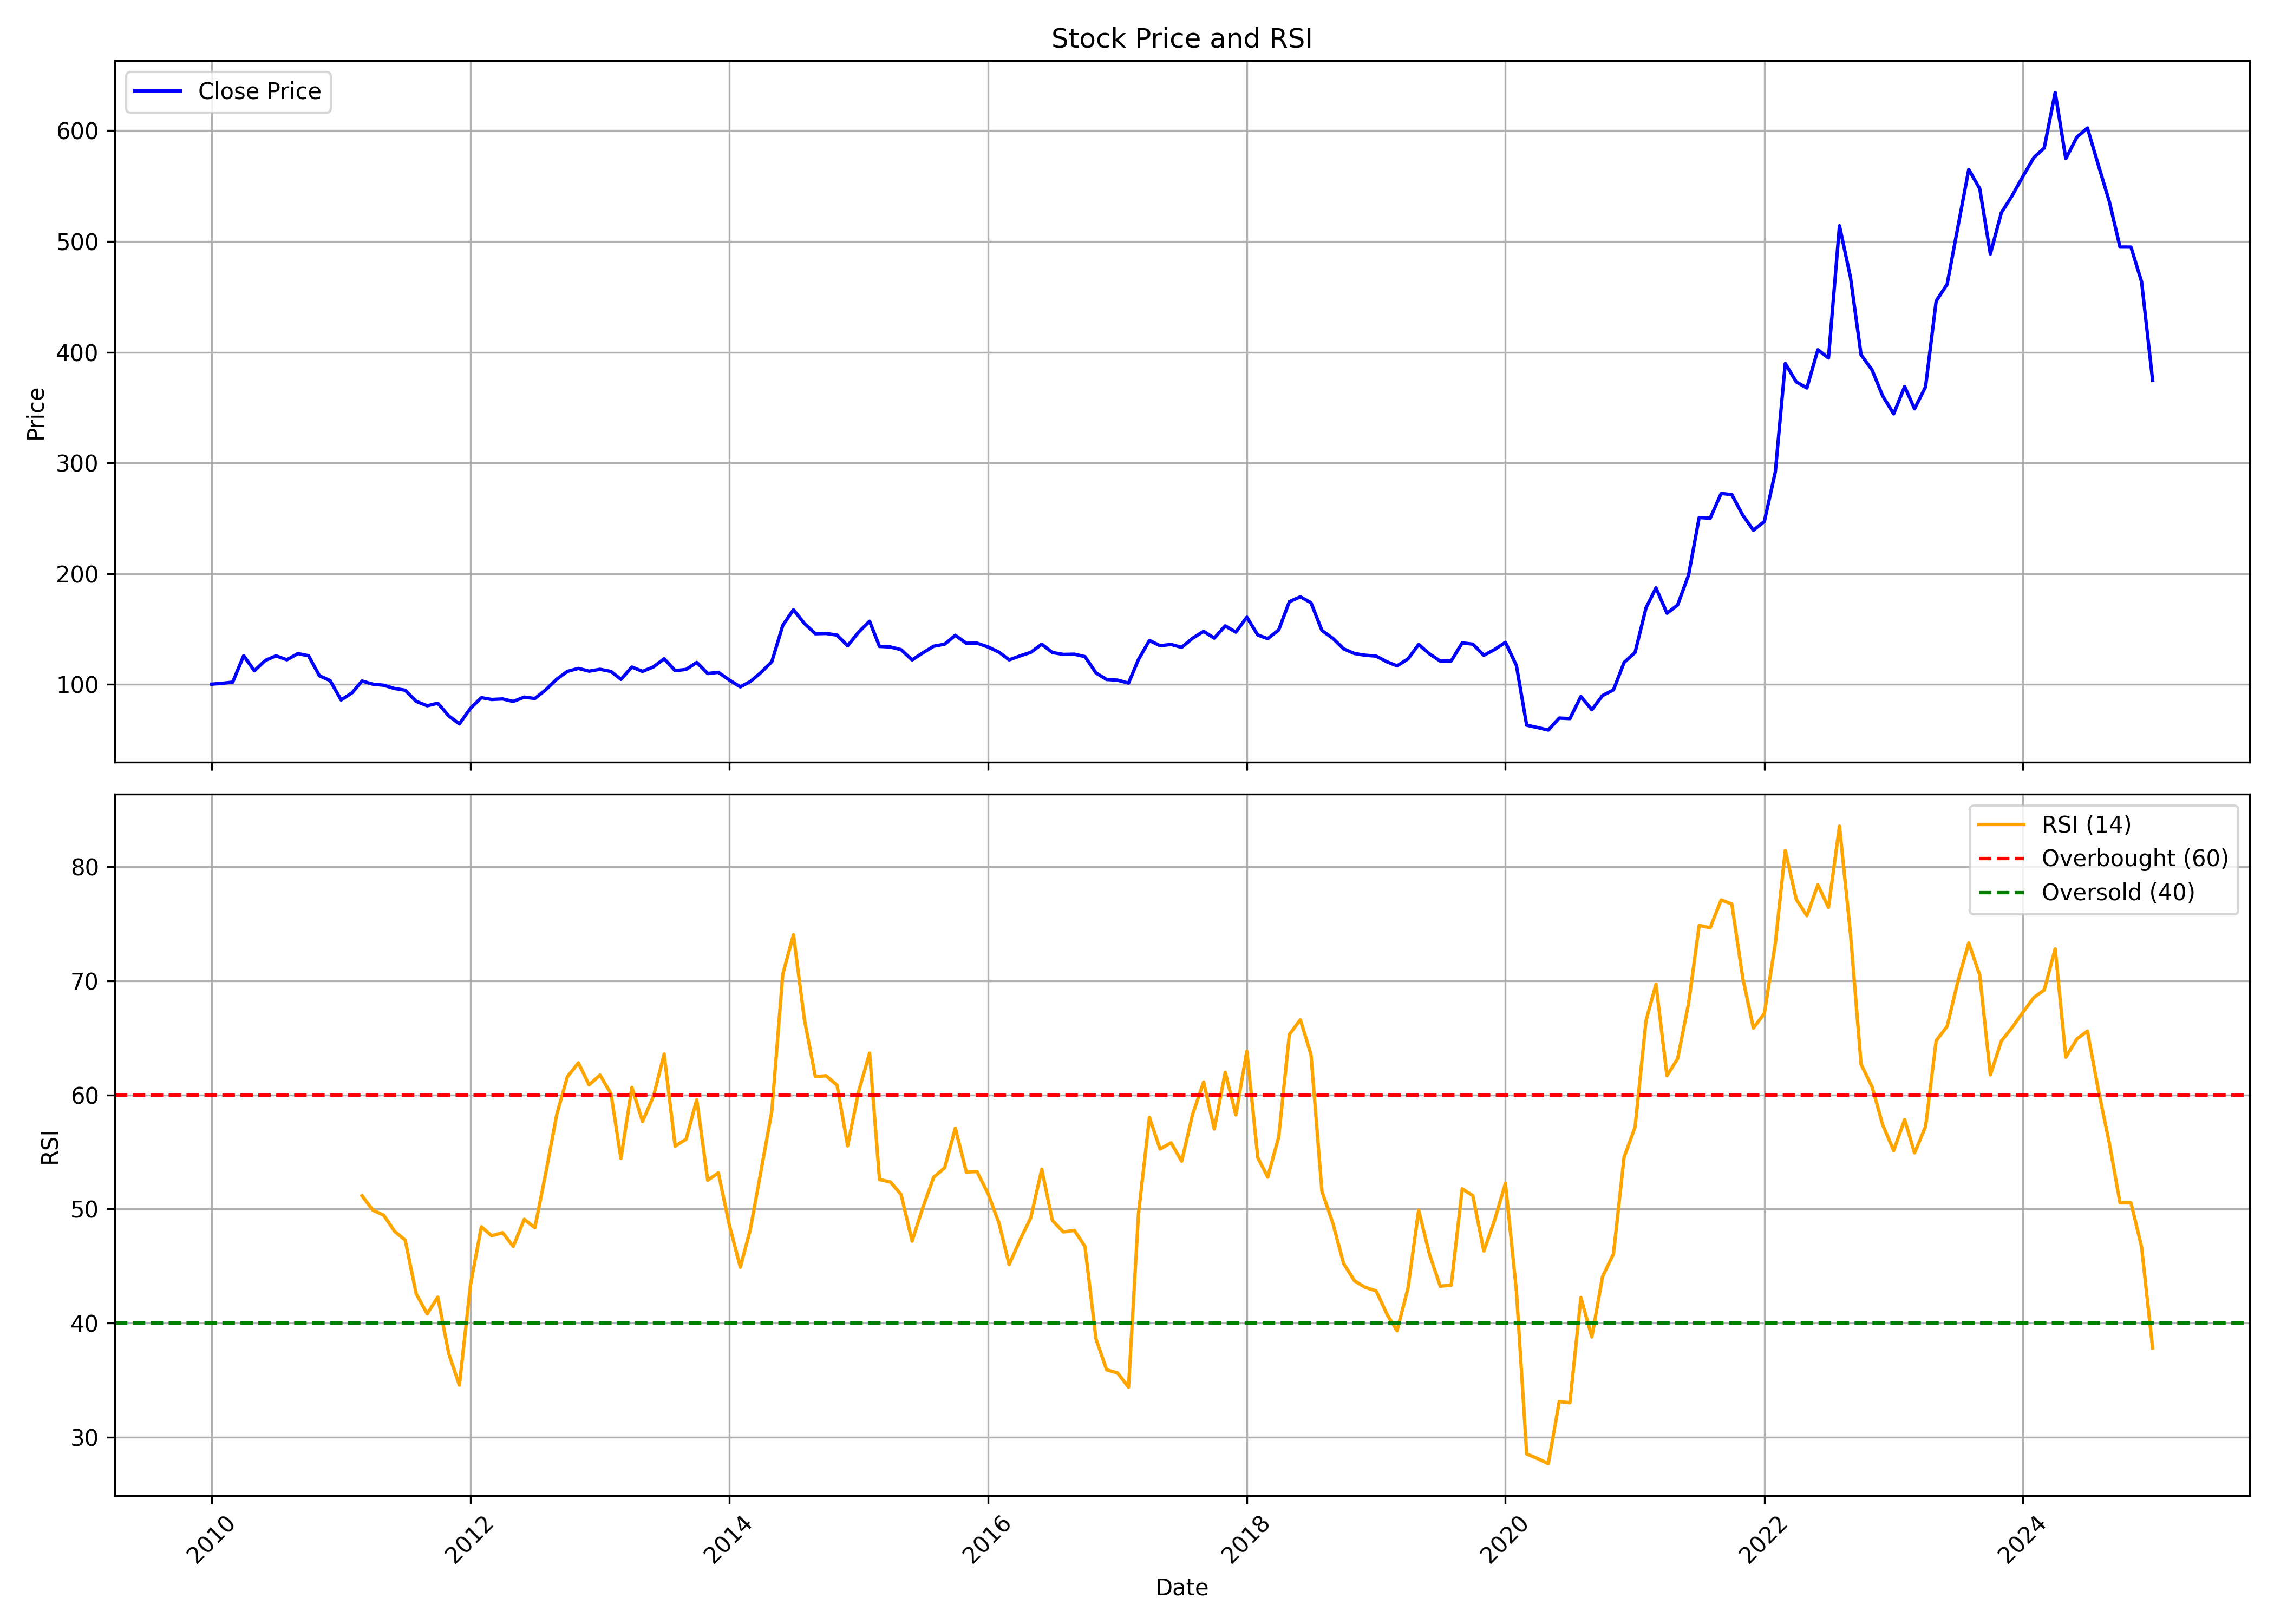 Stock Price and RSI
Close Price
600
500
400
300
200
100
Price
RSI (14)
Overbought (60)
Oversold (40)
80
70
60
50
40
30
RSI
2010
2012
2014
2016
2018
2020
2022
2024
Date